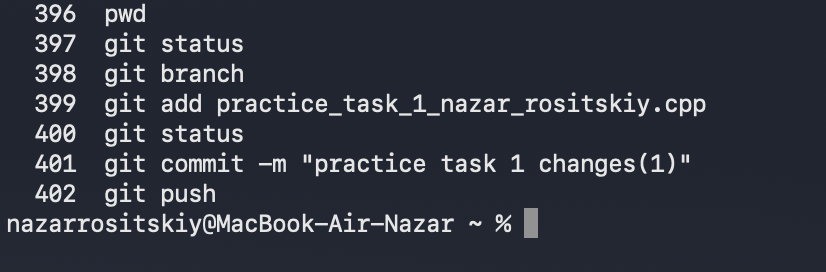 396 pwd
397 git status
398 git branch
399 git add practice_task_1_nazar_rositskiy.cpp
400 git status
401 git commit -m "practice task 1 changes(1)"
402 git push
nazarrositskiy@MacBook-Air-Nazar ~ %